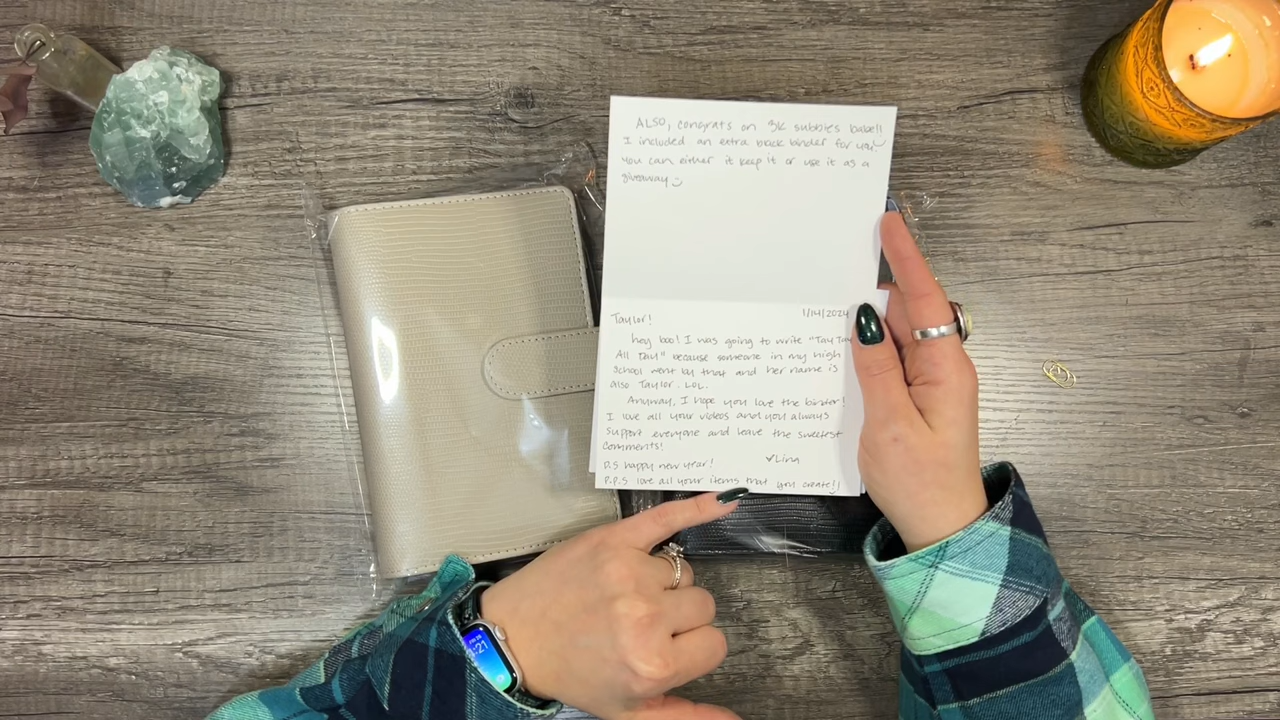 ALSO, congrats on 3k subbies babe!!
I included an extra black binder for you.
You can either it keep it or use it as a
giveaway
Taylor! 1/14/2024
hey boo! I was going to write "Tay Tay
All Day" because someone in my high
school went by that and her name is
also Taylor. LOL.
Anyway, I hope you love the binder!
I love all your videos and you always
support everyone and leave the sweetest
comments!
♥Lina
P.S happy new year!
P.P.S love all your items that you create!
:21